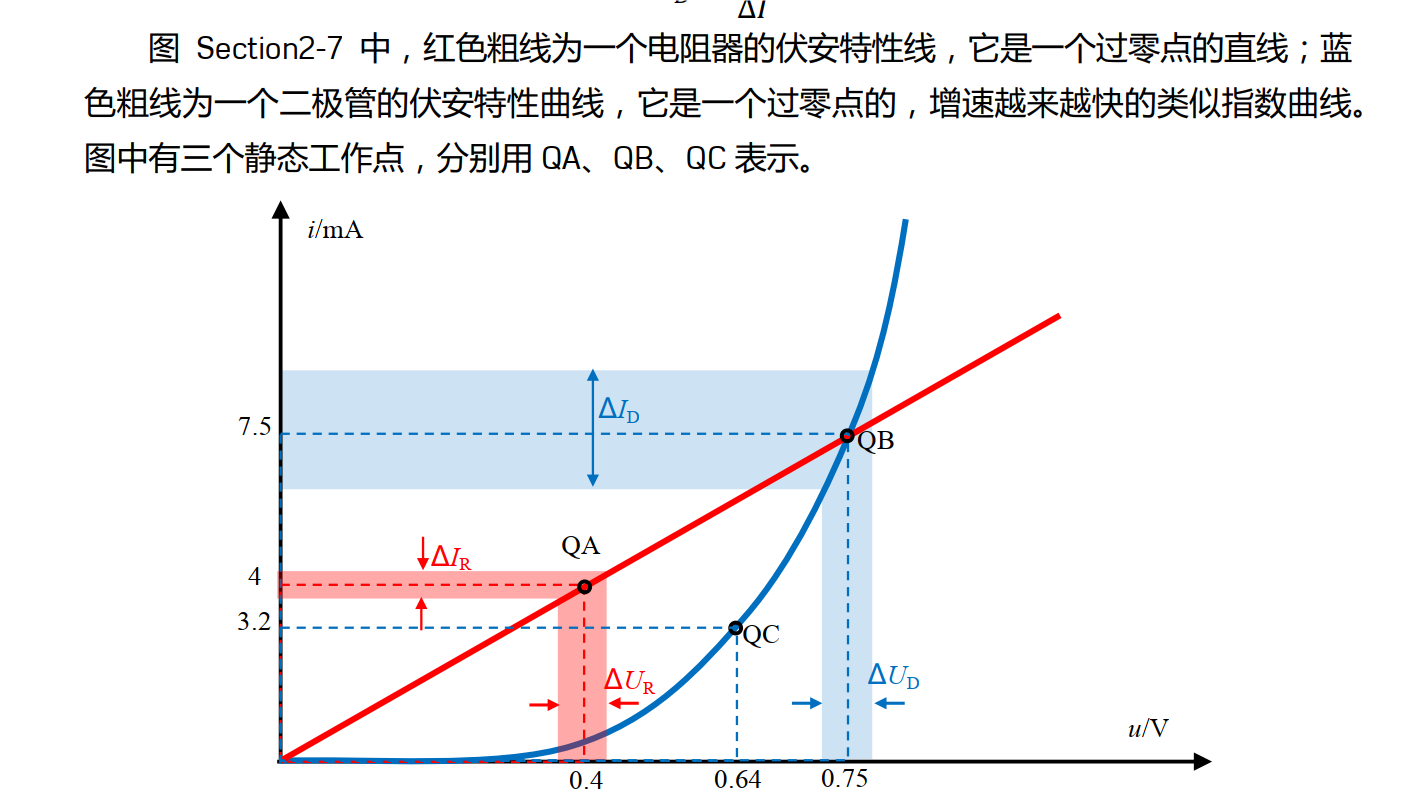 D
ΔI
图 Section2-7 中，红色粗线为一个电阻器的伏安特性线，它是一个过零点的直线；蓝
色粗线为一个二极管的伏安特性曲线，它是一个过零点的，增速越来越快的类似指数曲线。
图中有三个静态工作点，分别用 QA、QB、QC 表示。
i/mA
ΔI_D
7.5
QB
QA
ΔI_R
4
3.2
QC
ΔU_R
ΔU_D
u/V
0.4
0.64
0.75